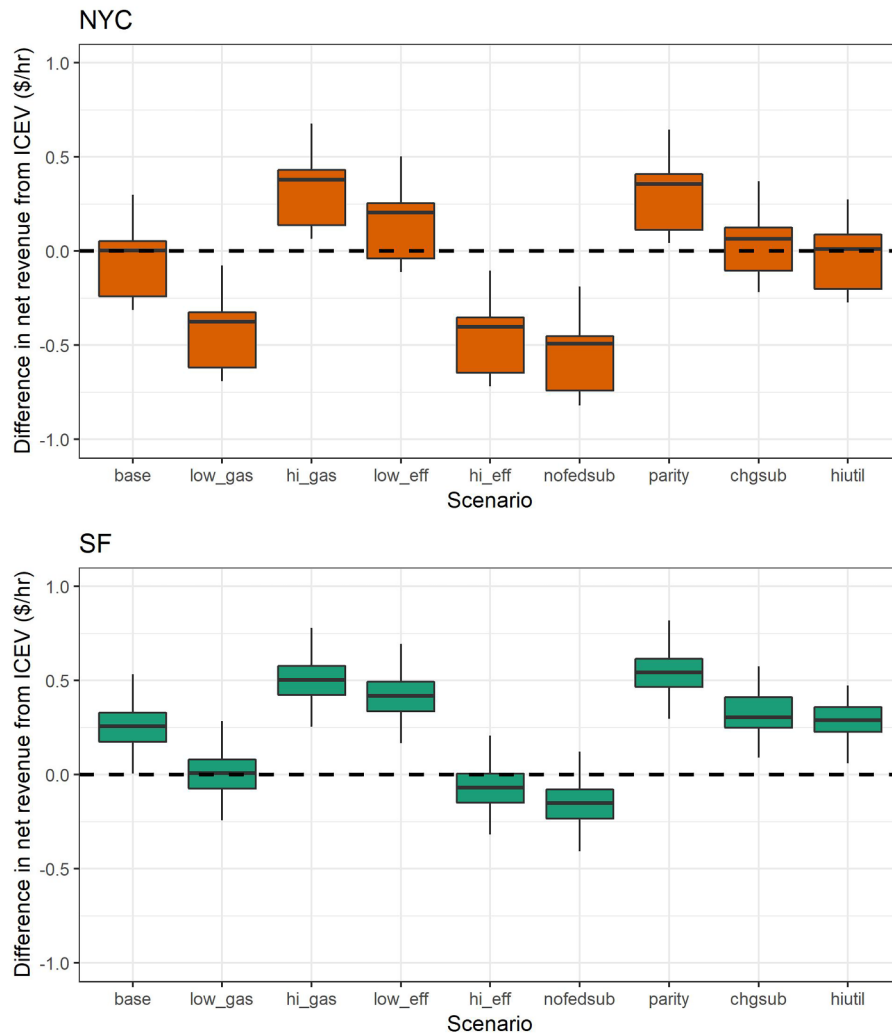 NYC
Difference in net revenue from ICEV ($/hr)
1.0
0.5
0.0
-0.5
-1.0
base low_gas hi_gas low_eff hi_eff nofedsub parity chgsub hiutil
Scenario
SF
Difference in net revenue from ICEV ($/hr)
1.0
0.5
0.0
-0.5
-1.0
base low_gas hi_gas low_eff hi_eff nofedsub parity chgsub hiutil
Scenario